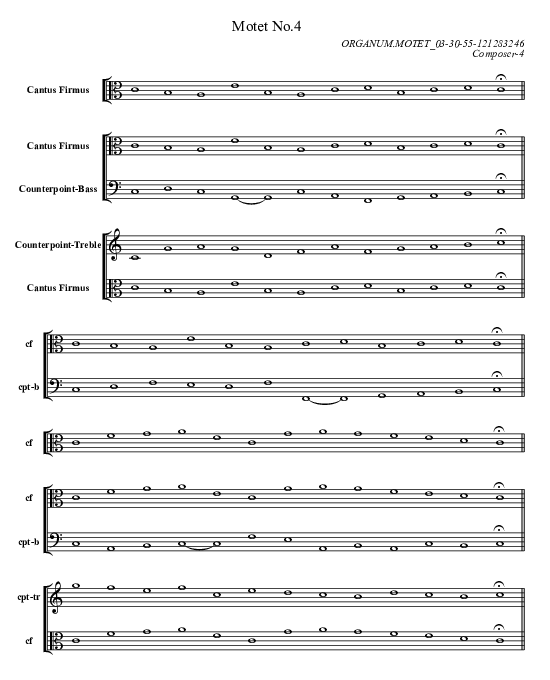 Motet No.4
ORGANUM.MOTET_03-30-55-121283246
Composer-4
Cantus Firmus
Cantus Firmus
Counterpoint-Bass
Counterpoint-Treble
Cantus Firmus
cf
cpt-b
cf
cf
cpt-b
cpt-tr
cf